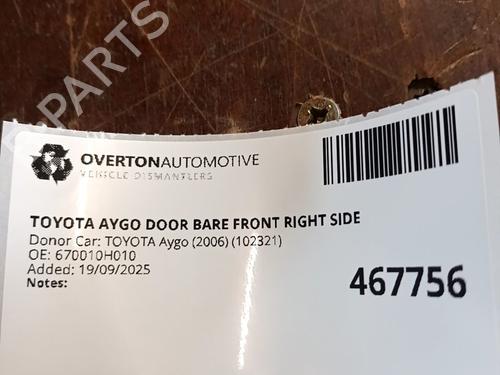 B-PARTS
OVERTONAUTOMOTIVE
VEHICLE DISMANTLERS
TOYOTA AYGO DOOR BARE FRONT RIGHT SIDE
Donor Car: TOYOTA Aygo (2006) (102321)
OE: 670010H010
Added: 19/09/2025
Notes:
467756